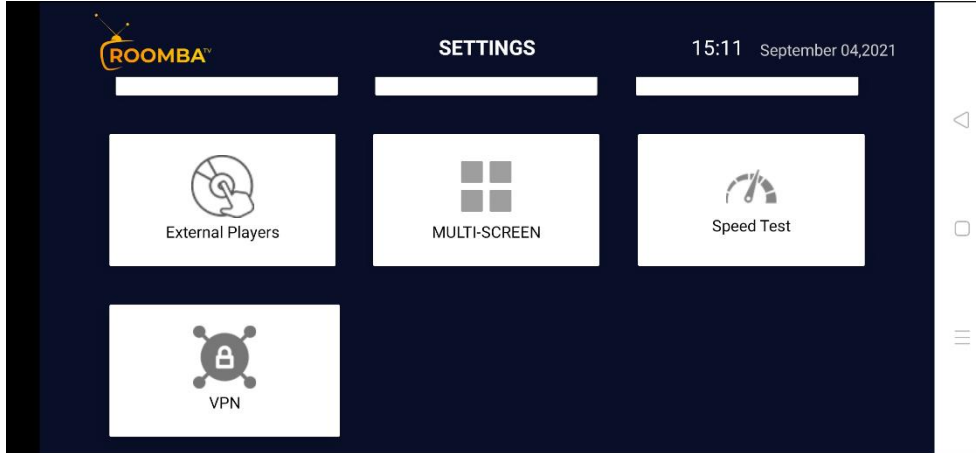 ROOMBA TV
SETTINGS
15:11 September 04,2021
External Players
MULTI-SCREEN
Speed Test
VPN